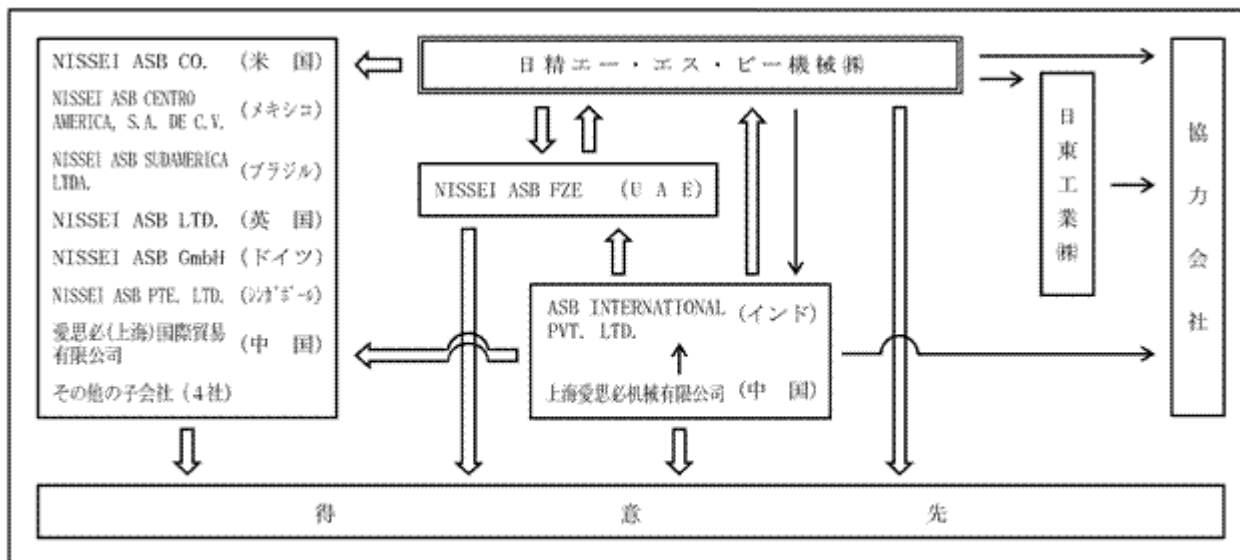 NISSEI ASB CO. (米 国)
NISSEI ASB CENTRO
AMERICA, S.A. DE C.V. (メキシコ)
NISSEI ASB SUDAMERICA
LTDA. (ブラジル)
NISSEI ASB LTD. (英 国)
NISSEI ASB GmbH (ドイツ)
NISSEI ASB PTE. LTD. (ｼﾝｶﾞﾎﾟｰﾙ)
愛思必(上海)国際貿易
有限公司 (中 国)
その他の子会社 (4社)
日精エー・エス・ビー機械㈱
NISSEI ASB FZE (U A E)
ASB INTERNATIONAL
PVT. LTD. (インド)
上海愛思必机械有限公司 (中 国)
日東工業㈱
協力会社
得 意 先